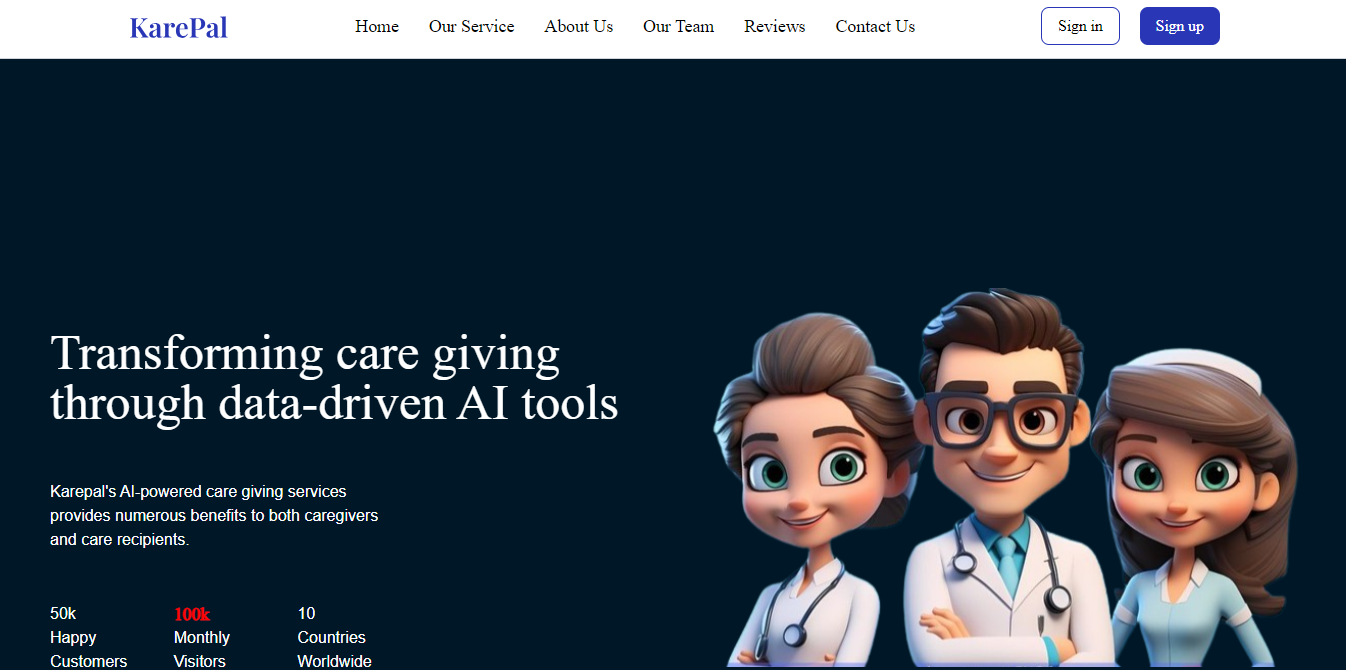 KarePal
Home Our Service About Us Our Team Reviews Contact Us
Sign in Sign up
Transforming care giving
through data-driven AI tools
Karepal's AI-powered care giving services
provides numerous benefits to both caregivers
and care recipients.
50k 100k 10
Happy Monthly Countries
Customers Visitors Worldwide